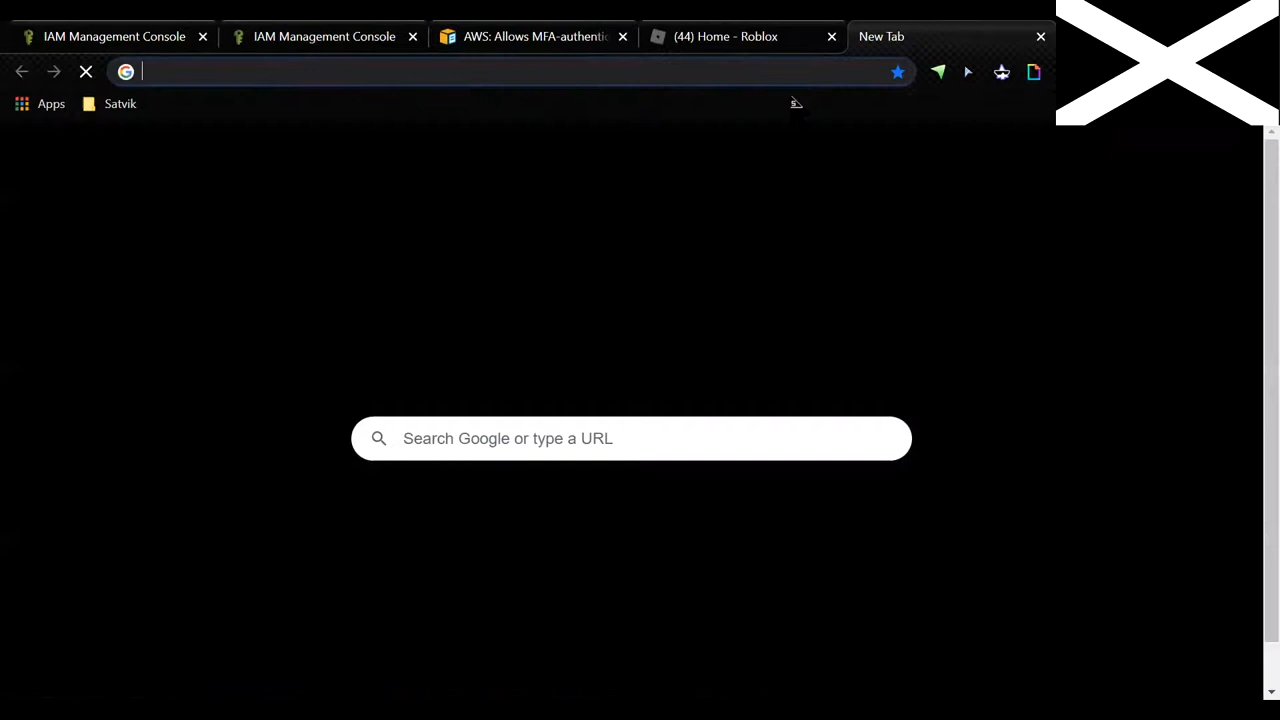 IAM Management Console
IAM Management Console
AWS: Allows MFA-authentic
(44) Home - Roblox
New Tab
Apps
Satvik
Search Google or type a URL